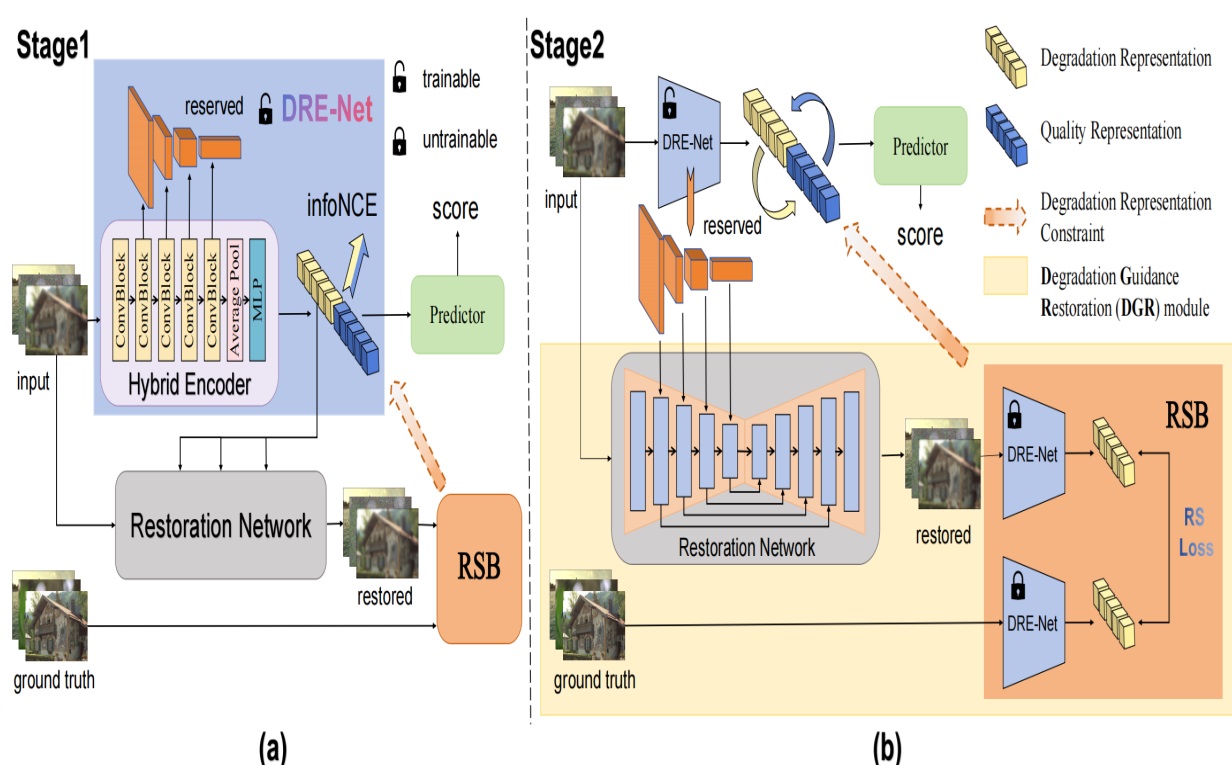 Stage1
reserved
DRE-Net
trainable
untrainable
infoNCE
score
ConvBlock
ConvBlock
ConvBlock
ConvBlock
ConvBlock
Average Pool
MLP
Hybrid Encoder
Predictor
input
Restoration Network
restored
RSB
ground truth
(a)
Stage2
input
DRE-Net
reserved
Predictor
score
Degradation Representation
Quality Representation
Degradation Representation
Constraint
Degradation Guidance
Restoration (DGR) module
Restoration Network
restored
DRE-Net
RSB
RS
Loss
DRE-Net
ground truth
(b)